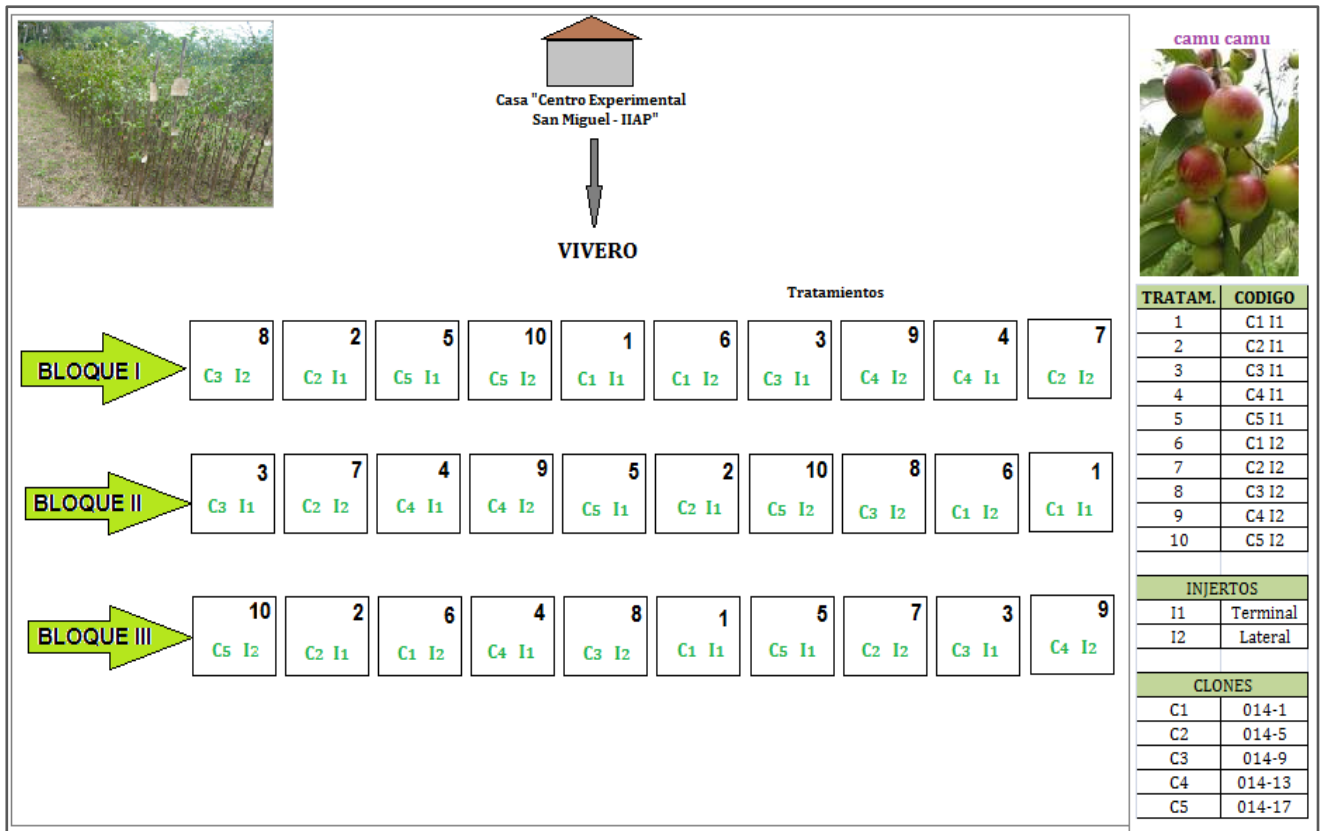 camu camu
Casa "Centro Experimental
San Miguel - IIAP"
VIVERO
Tratamientos
BLOQUE I
8 2 5 10 1 6 3 9 4 7
C3 I2 C2 I1 C5 I1 C5 I2 C1 I1 C1 I2 C3 I1 C4 I2 C4 I1 C2 I2
BLOQUE II
3 7 4 9 5 2 10 8 6 1
C3 I1 C2 I2 C4 I1 C4 I2 C5 I1 C2 I1 C5 I2 C3 I2 C1 I2 C1 I1
BLOQUE III
10 2 6 4 8 1 5 7 3 9
C5 I2 C2 I1 C1 I2 C4 I1 C3 I2 C1 I1 C5 I1 C2 I2 C3 I1 C4 I2
TRATAM. CODIGO
1 C1 I1
2 C2 I1
3 C3 I1
4 C4 I1
5 C5 I1
6 C1 I2
7 C2 I2
8 C3 I2
9 C4 I2
10 C5 I2
INJERTOS
I1 Terminal
I2 Lateral
CLONES
C1 014-1
C2 014-5
C3 014-9
C4 014-13
C5 014-17